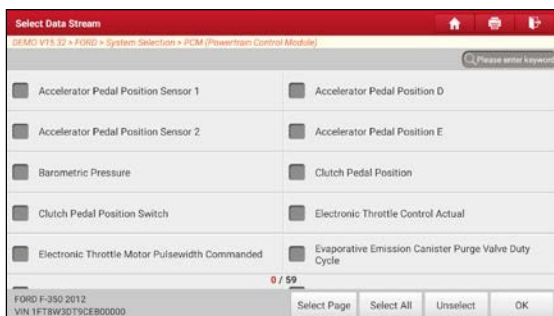 Select Data Stream
DEMO V15.32 > FORD > System Selection > PCM (Powertrain Control Module)
Please enter keyword
Accelerator Pedal Position Sensor 1
Accelerator Pedal Position D
Accelerator Pedal Position Sensor 2
Accelerator Pedal Position E
Barometric Pressure
Clutch Pedal Position
Clutch Pedal Position Switch
Electronic Throttle Control Actual
Electronic Throttle Motor Pulsewidth Commanded
Evaporative Emission Canister Purge Valve Duty
Cycle
0 / 59
FORD F-350 2012
VIN 1FT8W3DT9CEB00000
Select Page
Select All
Unselect
OK